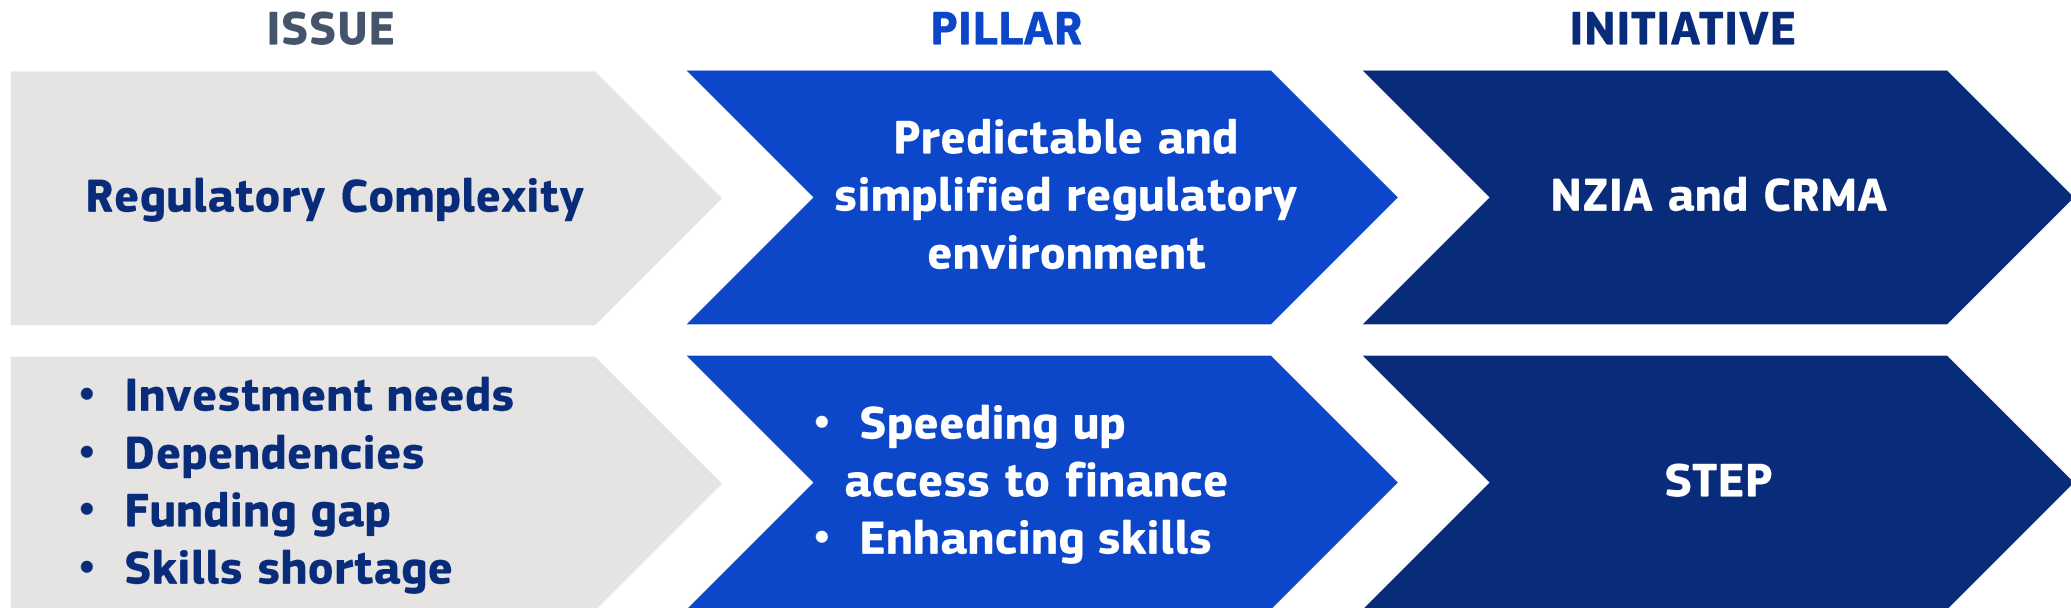 ISSUE
PILLAR
INITIATIVE
Regulatory Complexity
Predictable and
simplified regulatory
environment
NZIA and CRMA
• Investment needs
• Dependencies
• Funding gap
• Skills shortage
• Speeding up
access to finance
• Enhancing skills
STEP